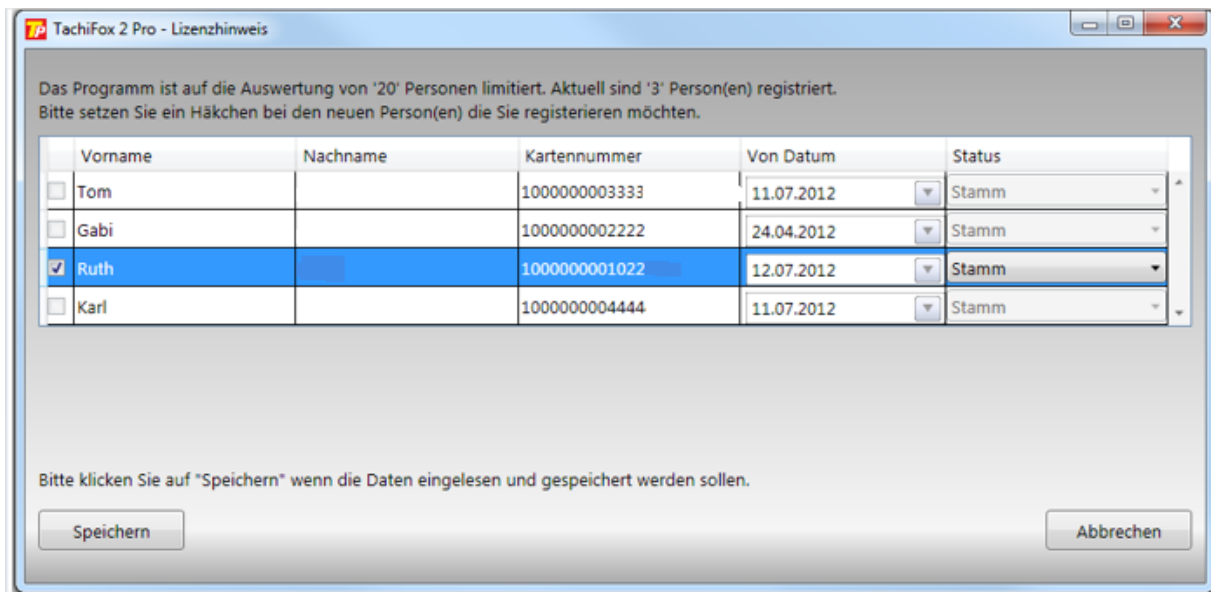 TachiFox 2 Pro - Lizenzhinweis
Das Programm ist auf die Auswertung von '20' Personen limitiert. Aktuell sind '3' Person(en) registriert.
Bitte setzen Sie ein Häkchen bei den neuen Person(en) die Sie registerieren möchten.
Vorname Nachname Kartennummer Von Datum Status
Tom 1000000003333 11.07.2012 Stamm
Gabi 1000000002222 24.04.2012 Stamm
Ruth 1000000001022 12.07.2012 Stamm
Karl 1000000004444 11.07.2012 Stamm
Bitte klicken Sie auf "Speichern" wenn die Daten eingelesen und gespeichert werden sollen.
Speichern Abbrechen